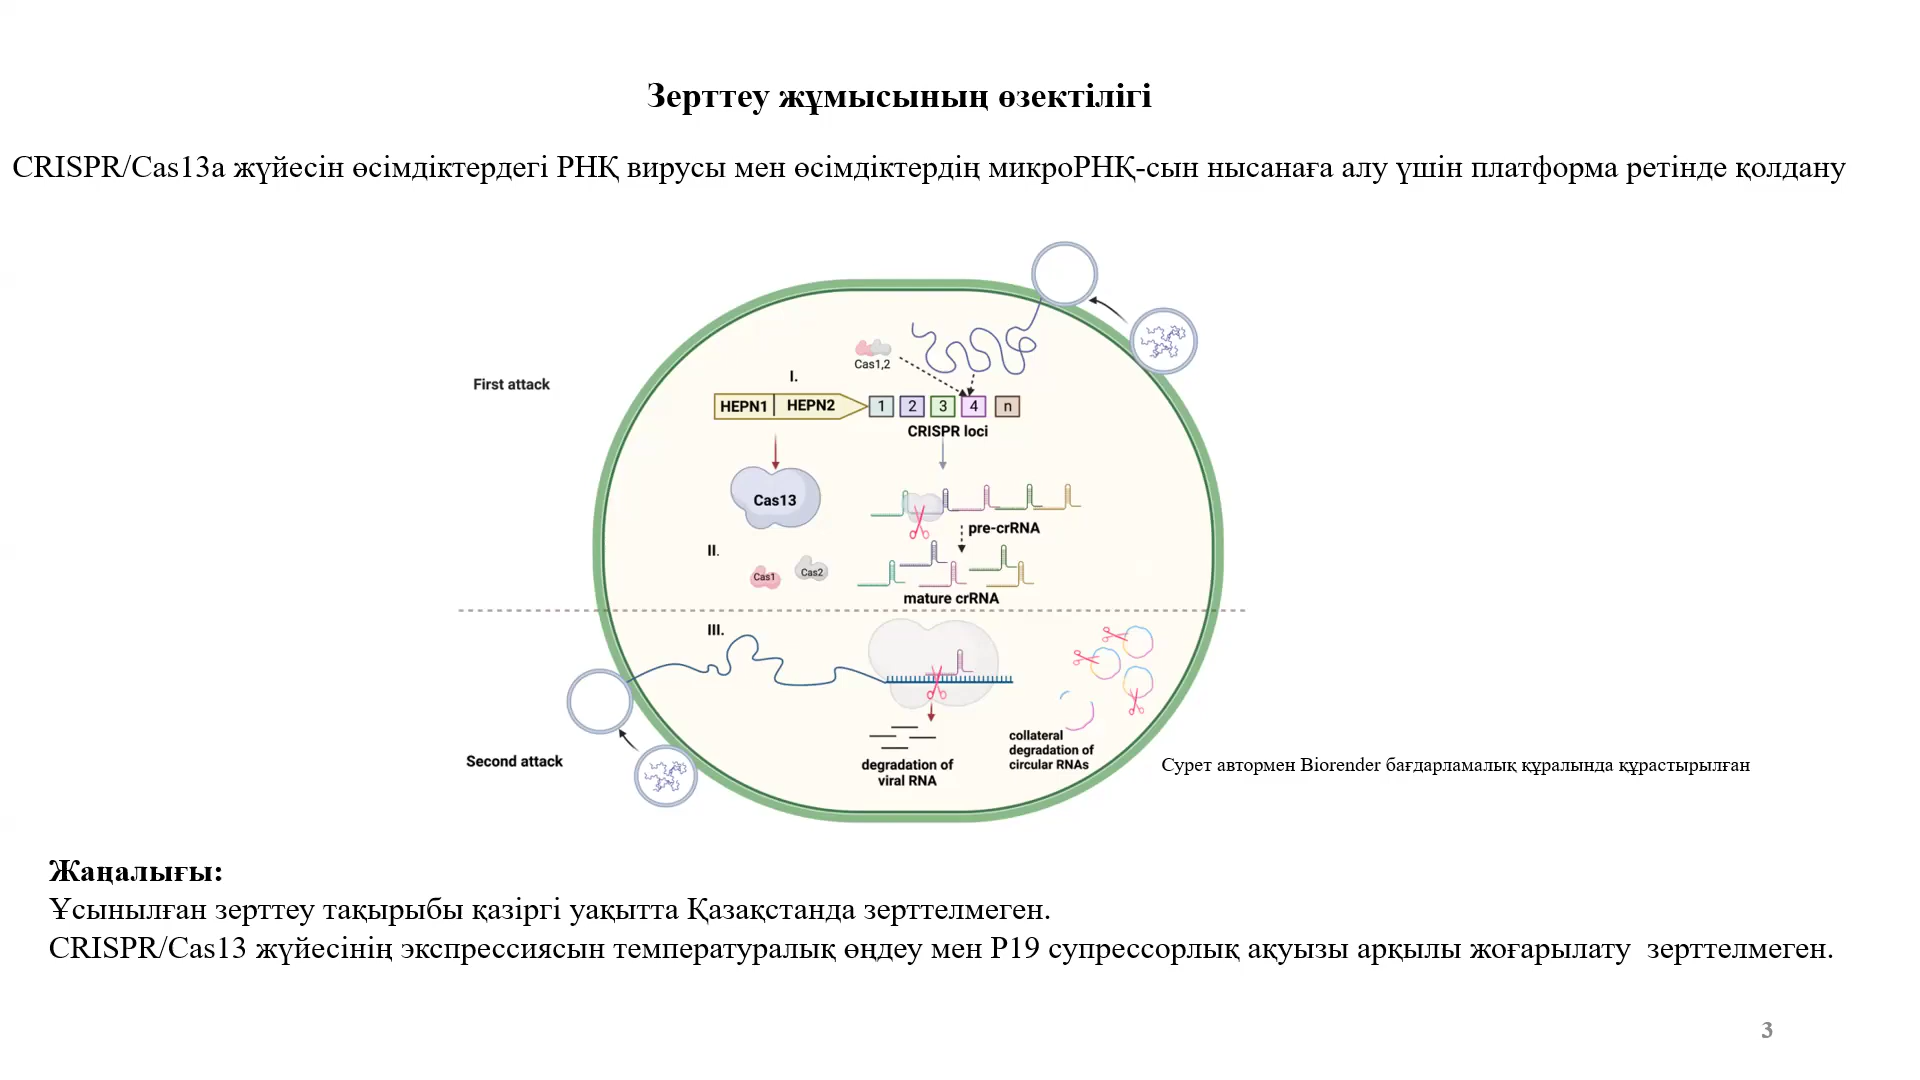 Зерттеу жұмысының өзектілігі
CRISPR/Cas13a жүйесін өсімдіктердегі РНҚ вирусы мен өсімдіктердің микроРНҚ-сын нысанаға алу үшін платформа ретінде қолдану
Cas1,2
First attack
I.
HEPN1 HEPN2 1 2 3 4 n
CRISPR loci
Cas13
pre-crRNA
II.
Cas1 Cas2
mature crRNA
III.
collateral
degradation of
circular RNAs
degradation of
viral RNA
Second attack
Сурет автормен Biorender бағдарламалық құралында құрастырылған
Жаңалығы:
Ұсынылған зерттеу тақырыбы қазіргі уақытта Қазақстанда зерттелмеген.
CRISPR/Cas13 жүйесінің экспрессиясын температуралық өңдеу мен P19 супрессорлық ақуызы арқылы жоғарылату  зерттелмеген.
3